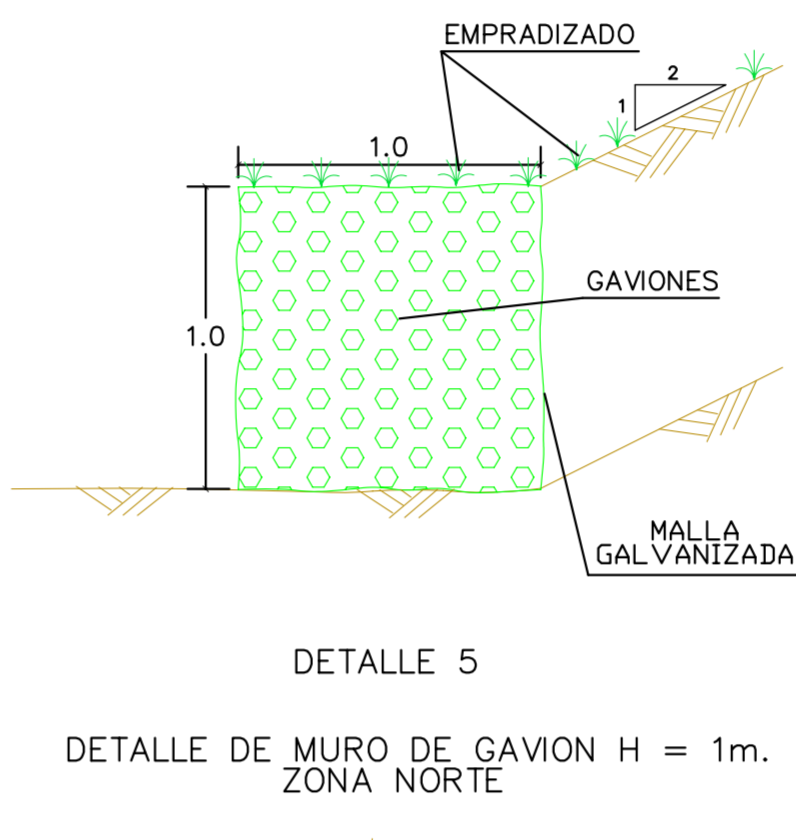 EMPRADIZADO
2
1
1.0
GAVIONES
1.0
MALLA
GALVANIZADA
DETALLE 5
DETALLE DE MURO DE GAVION H = 1m.
ZONA NORTE